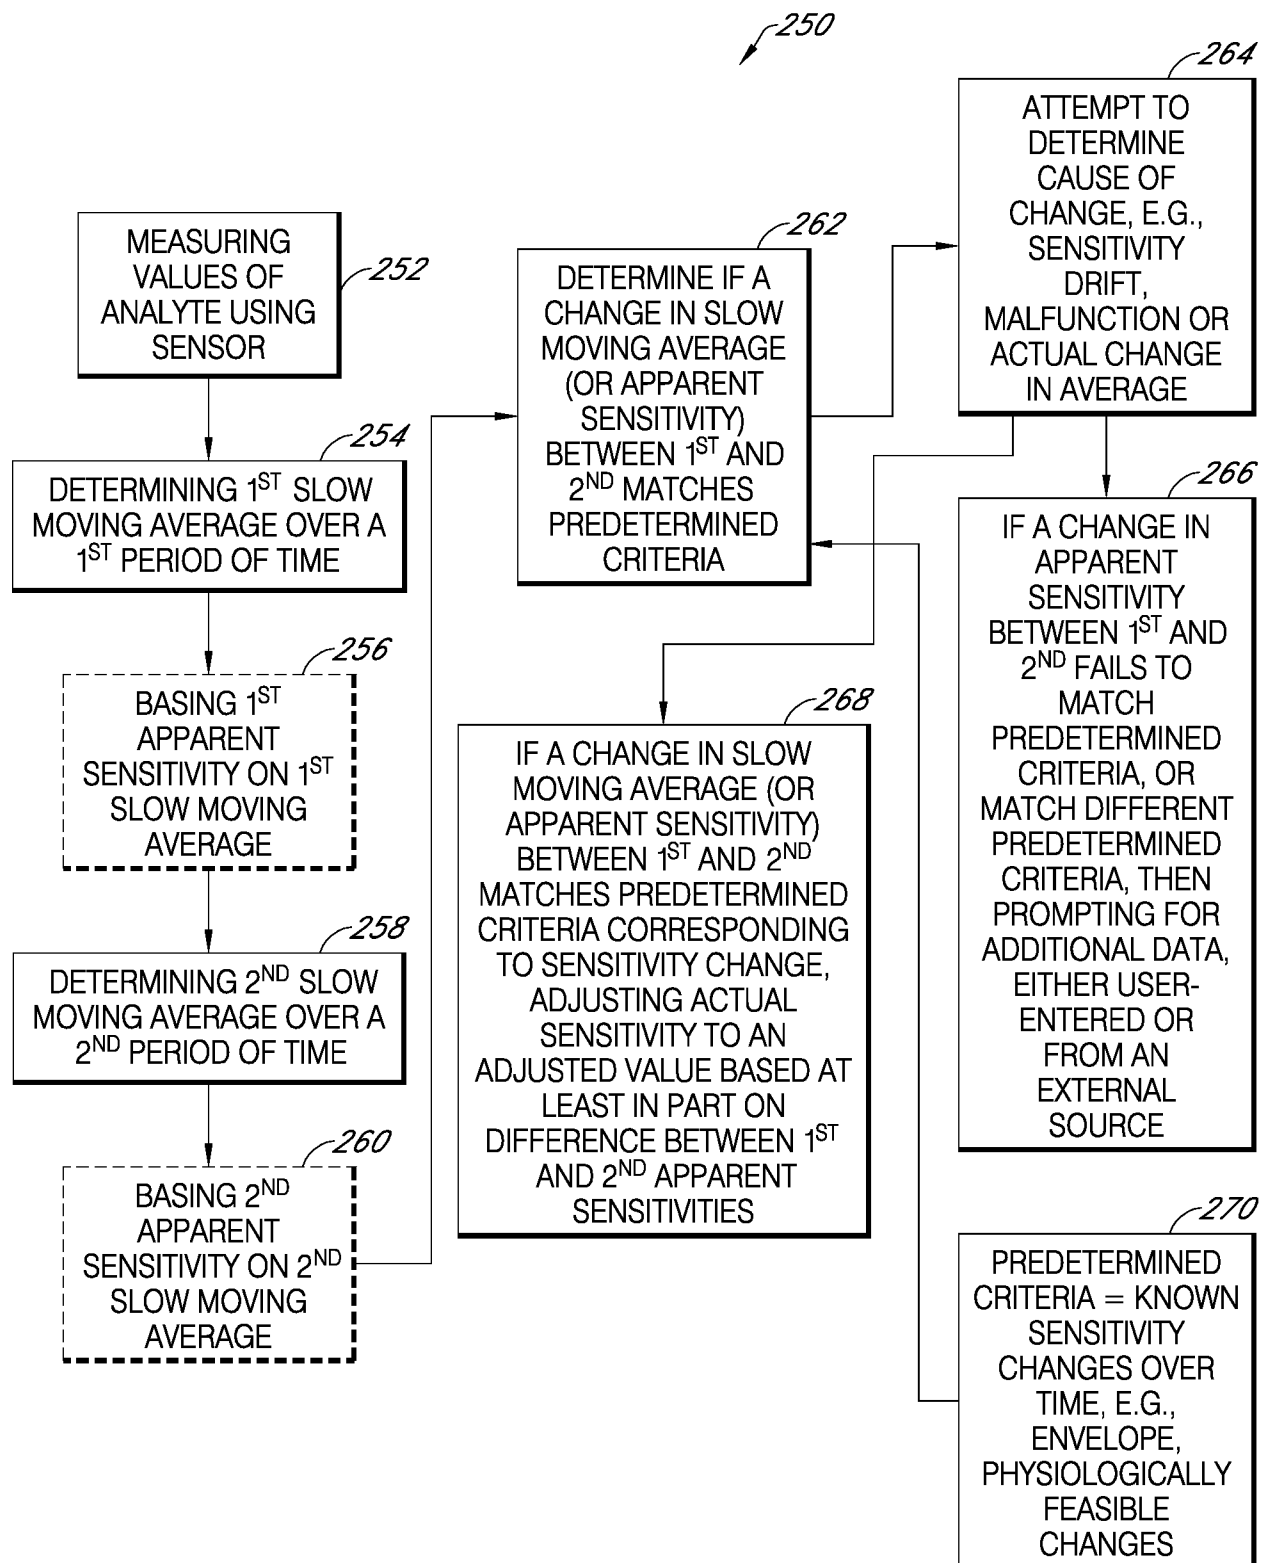 250
252
MEASURING
VALUES OF
ANALYTE USING
SENSOR
254
DETERMINING 1ST SLOW
MOVING AVERAGE OVER A
1ST PERIOD OF TIME
256
BASING 1ST
APPARENT
SENSITIVITY ON 1ST
SLOW MOVING
AVERAGE
258
DETERMINING 2ND SLOW
MOVING AVERAGE OVER A
2ND PERIOD OF TIME
260
BASING 2ND
APPARENT
SENSITIVITY ON 2ND
SLOW MOVING
AVERAGE
262
DETERMINE IF A
CHANGE IN SLOW
MOVING AVERAGE
(OR APPARENT
SENSITIVITY)
BETWEEN 1ST AND
2ND MATCHES
PREDETERMINED
CRITERIA
264
ATTEMPT TO
DETERMINE
CAUSE OF
CHANGE, E.G.,
SENSITIVITY
DRIFT,
MALFUNCTION OR
ACTUAL CHANGE
IN AVERAGE
266
IF A CHANGE IN
APPARENT
SENSITIVITY
BETWEEN 1ST AND
2ND FAILS TO
MATCH
PREDETERMINED
CRITERIA, OR
MATCH DIFFERENT
PREDETERMINED
CRITERIA, THEN
PROMPTING FOR
ADDITIONAL DATA,
EITHER USER-
ENTERED OR
FROM AN
EXTERNAL
SOURCE
268
IF A CHANGE IN SLOW
MOVING AVERAGE (OR
APPARENT SENSITIVITY)
BETWEEN 1ST AND 2ND
MATCHES PREDETERMINED
CRITERIA CORRESPONDING
TO SENSITIVITY CHANGE,
ADJUSTING ACTUAL
SENSITIVITY TO AN
ADJUSTED VALUE BASED AT
LEAST IN PART ON
DIFFERENCE BETWEEN 1ST
AND 2ND APPARENT
SENSITIVITIES
270
PREDETERMINED
CRITERIA = KNOWN
SENSITIVITY
CHANGES OVER
TIME, E.G.,
ENVELOPE,
PHYSIOLOGICALLY
FEASIBLE
CHANGES